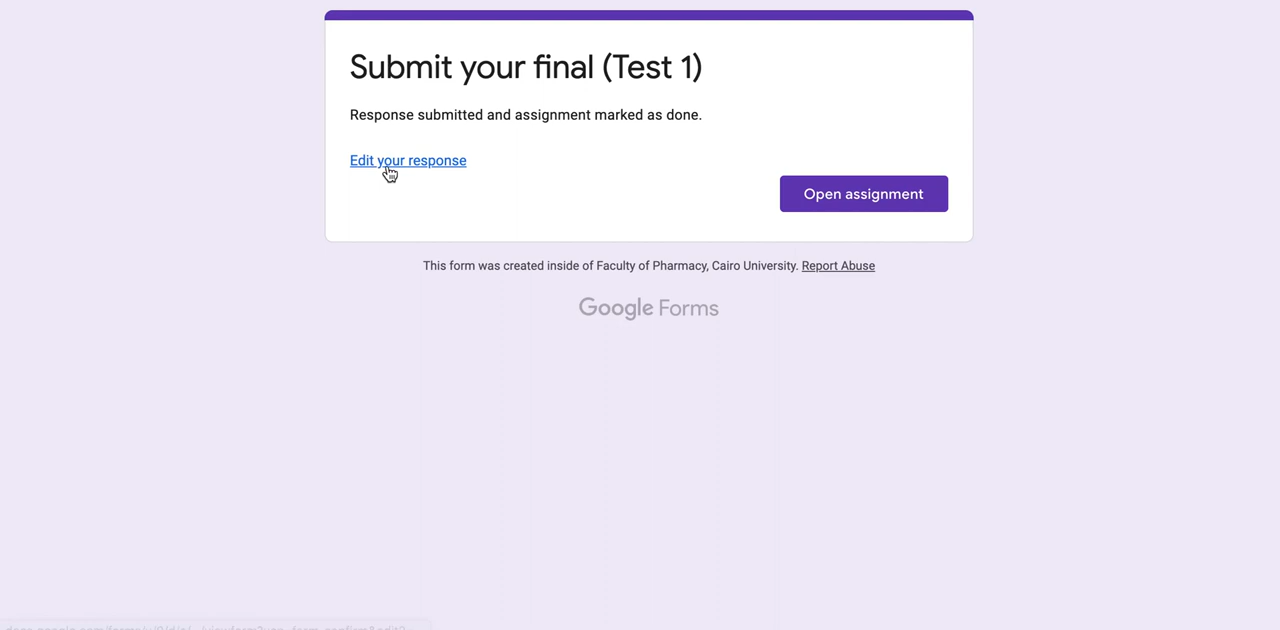 Submit your final (Test 1)
Response submitted and assignment marked as done.
Edit your response
Open assignment
This form was created inside of Faculty of Pharmacy, Cairo University. Report Abuse
Google Forms